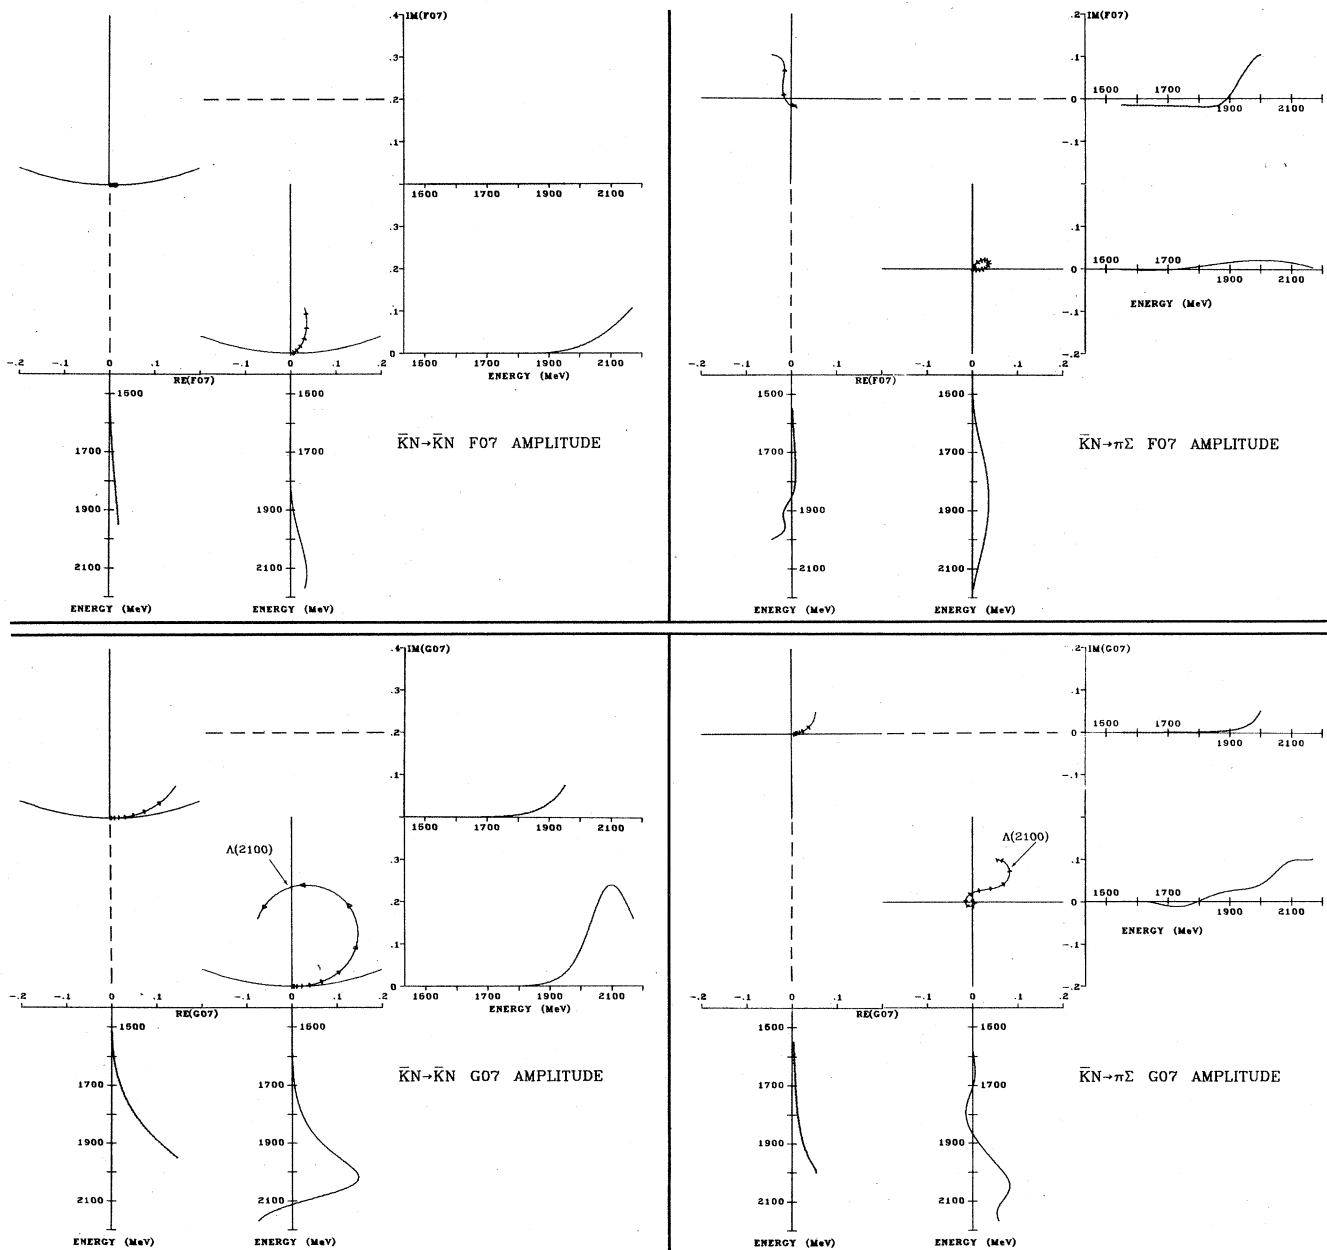 .4 IM(F07)
.3
.2
.1
1500 1700 1900 2100
.3
.2
.1
0
1500 1700 1900 2100
ENERGY (MeV)
-.2 -.1 0 .1 0 .1 .2
RE(F07)
1500 1500
1700 1700
1900 1900
2100 2100
ENERGY (MeV) ENERGY (MeV)
K̄N→K̄N F07 AMPLITUDE
.2 IM(F07)
.1
0
-.1
1500 1700 1900 2100
.1
0
-.1
-.2
1500 1700 1900 2100
ENERGY (MeV)
-.2 -.1 0 .1 0 .1 .2
RE(F07)
1500 1500
1700 1700
1900 1900
2100 2100
ENERGY (MeV) ENERGY (MeV)
K̄N→πΣ F07 AMPLITUDE
.4 IM(G07)
.3
.2
.1
1500 1700 1900 2100
Λ(2100)
.3
.2
.1
0
1500 1700 1900 2100
ENERGY (MeV)
-.2 -.1 0 .1 0 .1 .2
RE(G07)
1500 1500
1700 1700
1900 1900
2100 2100
ENERGY (MeV) ENERGY (MeV)
K̄N→K̄N G07 AMPLITUDE
.2 IM(G07)
.1
0
-.1
1500 1700 1900 2100
Λ(2100)
.1
0
-.1
-.2
1500 1700 1900 2100
ENERGY (MeV)
-.2 -.1 0 .1 0 .1 .2
RE(G07)
1500 1500
1700 1700
1900 1900
2100 2100
ENERGY (MeV) ENERGY (MeV)
K̄N→πΣ G07 AMPLITUDE